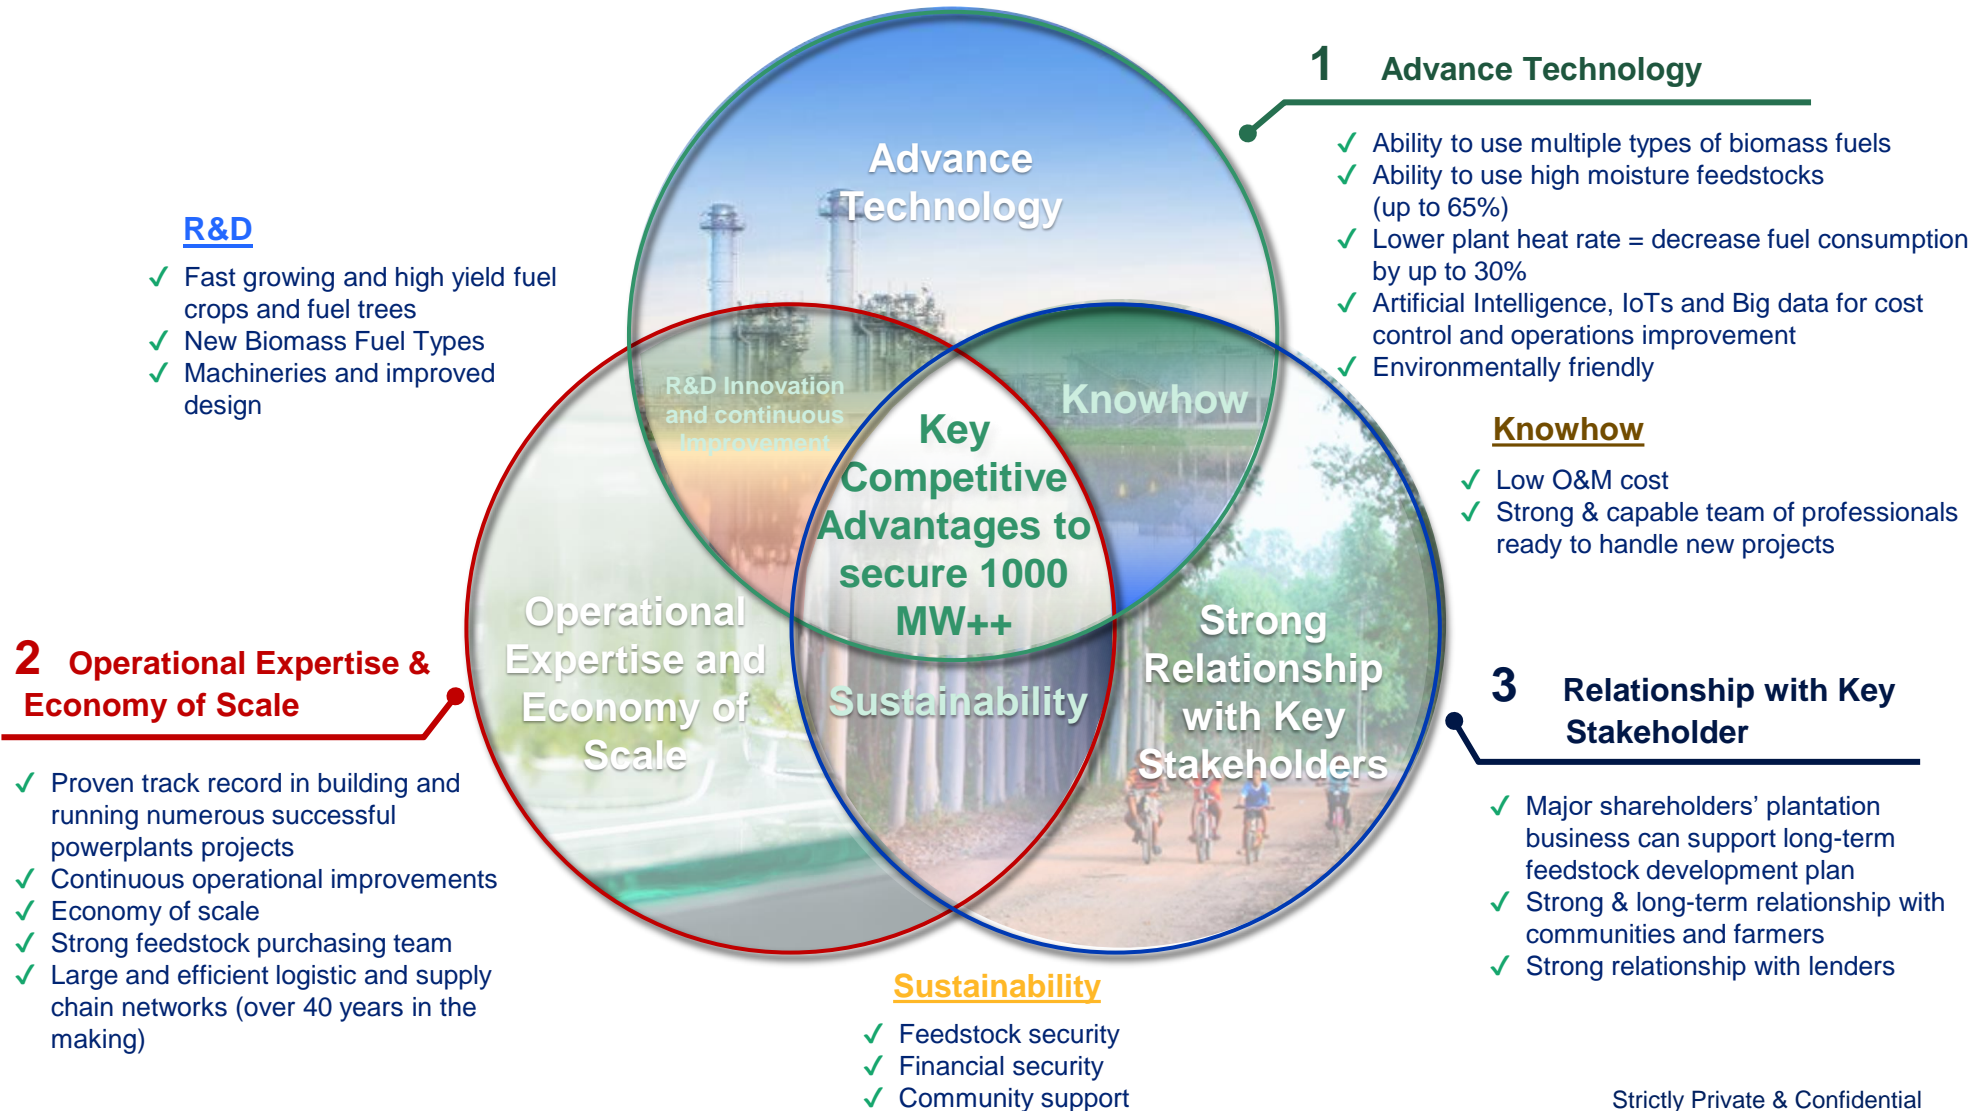 1 Advance Technology
✓ Ability to use multiple types of biomass fuels
✓ Ability to use high moisture feedstocks
(up to 65%)
✓ Lower plant heat rate = decrease fuel consumption
by up to 30%
✓ Artificial Intelligence, IoTs and Big data for cost
control and operations improvement
✓ Environmentally friendly
R&D
✓ Fast growing and high yield fuel
crops and fuel trees
✓ New Biomass Fuel Types
✓ Machineries and improved
design
Advance
Technology
R&D Innovation
and continuous
Improvement
Knowhow
Key
Competitive
Advantages to
secure 1000
MW++
Operational
Expertise and
Economy of
Scale
Sustainability
Strong
Relationship
with Key
Stakeholders
Knowhow
✓ Low O&M cost
✓ Strong & capable team of professionals
ready to handle new projects
2 Operational Expertise &
Economy of Scale
✓ Proven track record in building and
running numerous successful
powerplants projects
✓ Continuous operational improvements
✓ Economy of scale
✓ Strong feedstock purchasing team
✓ Large and efficient logistic and supply
chain networks (over 40 years in the
making)
3 Relationship with Key
Stakeholder
✓ Major shareholders’ plantation
business can support long-term
feedstock development plan
✓ Strong & long-term relationship with
communities and farmers
✓ Strong relationship with lenders
Sustainability
✓ Feedstock security
✓ Financial security
✓ Community support
Strictly Private & Confidential